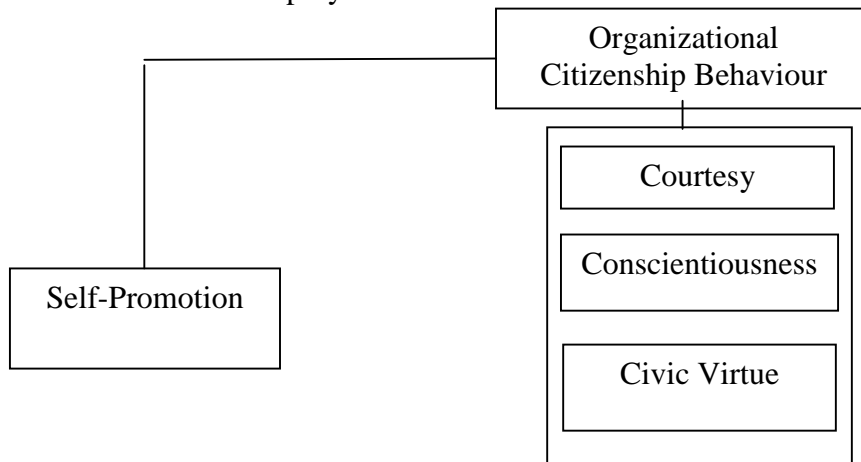 Organizational
Citizenship Behaviour
Courtesy
Conscientiousness
Self-Promotion
Civic Virtue